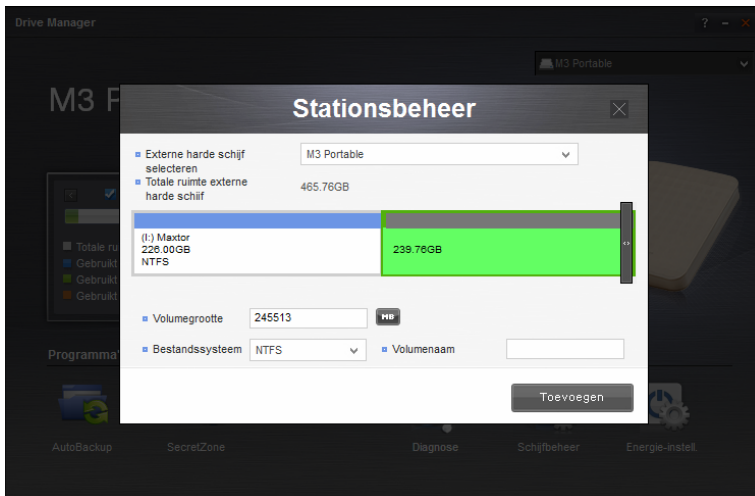 Drive Manager
? -
M3 Portable
M3 P
Stationsbeheer
Externe harde schijf
selecteren
M3 Portable
Totale ruimte externe
harde schijf
465.76GB
(I:) Maxtor
226.00GB
NTFS
239.76GB
Totale ru
Gebruikt
Gebruikt
Gebruikt
Volumegrootte
245513
MB
Bestandssysteem
NTFS
Volumenaam
Programma'
Toevoegen
AutoBackup
SecretZone
Diagnose
Schijfbeheer
Energie-instell.